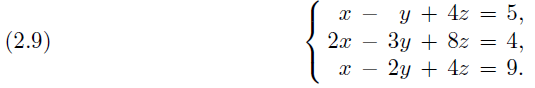 x − y + 4z = 5,
(2.9) 2x − 3y + 8z = 4,
x − 2y + 4z = 9.